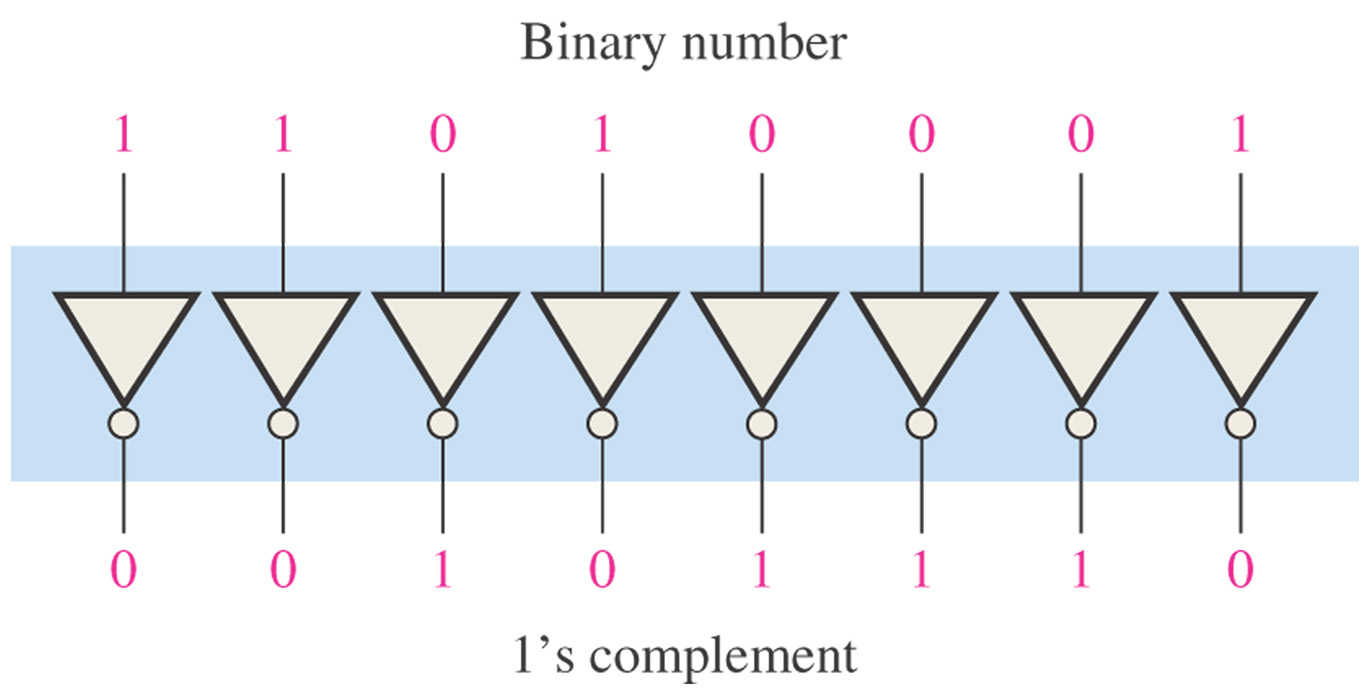 Binary number
1 1 0 1 0 0 0 1
0 0 1 0 1 1 1 0
1’s complement